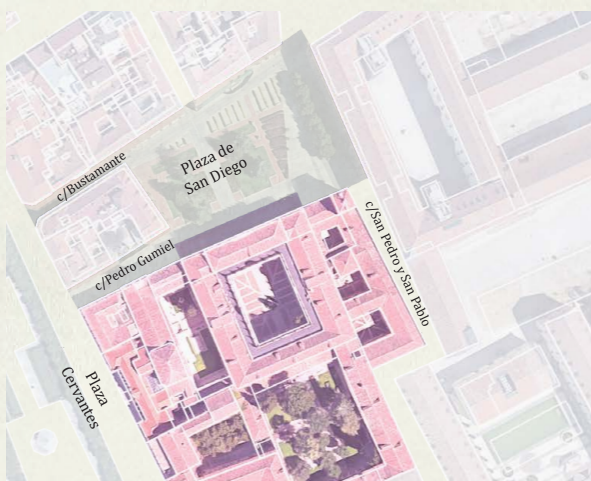 c/Bustamante
Plaza de
San Diego
c/Pedro Gumiel
c/San Pedro y San Pablo
Plaza
Cervantes